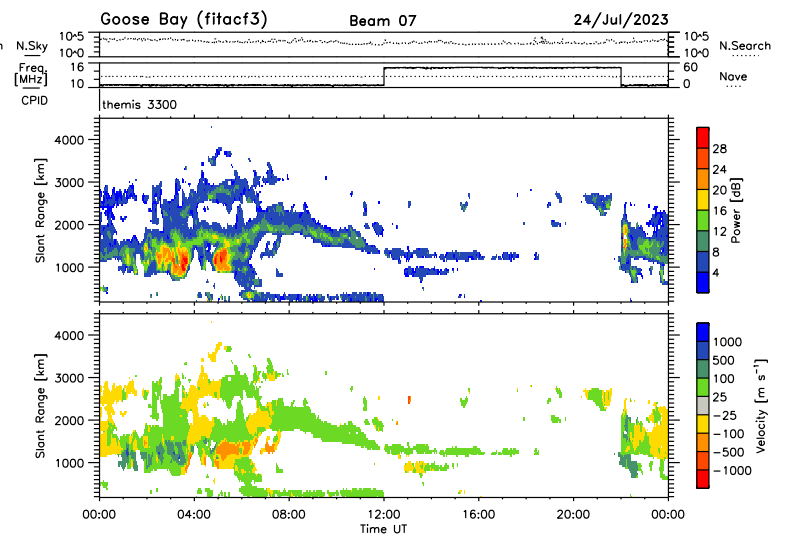 Goose Bay (fitacf3) Beam 07 24/Jul/2023
n N.Sky 10^5 10^0 10^5 10^0 N.Search
Freq. [MHz] 16 10 60 0 Nave
CPID themis 3300
Slant Range [km] 4000 3000 2000 1000
Power [dB] 28 24 20 16 12 8 4
Slant Range [km] 4000 3000 2000 1000
Velocity [m s⁻¹] 1000 500 100 25 −25 −100 −500 −1000
00:00 04:00 08:00 12:00 16:00 20:00 00:00
Time UT